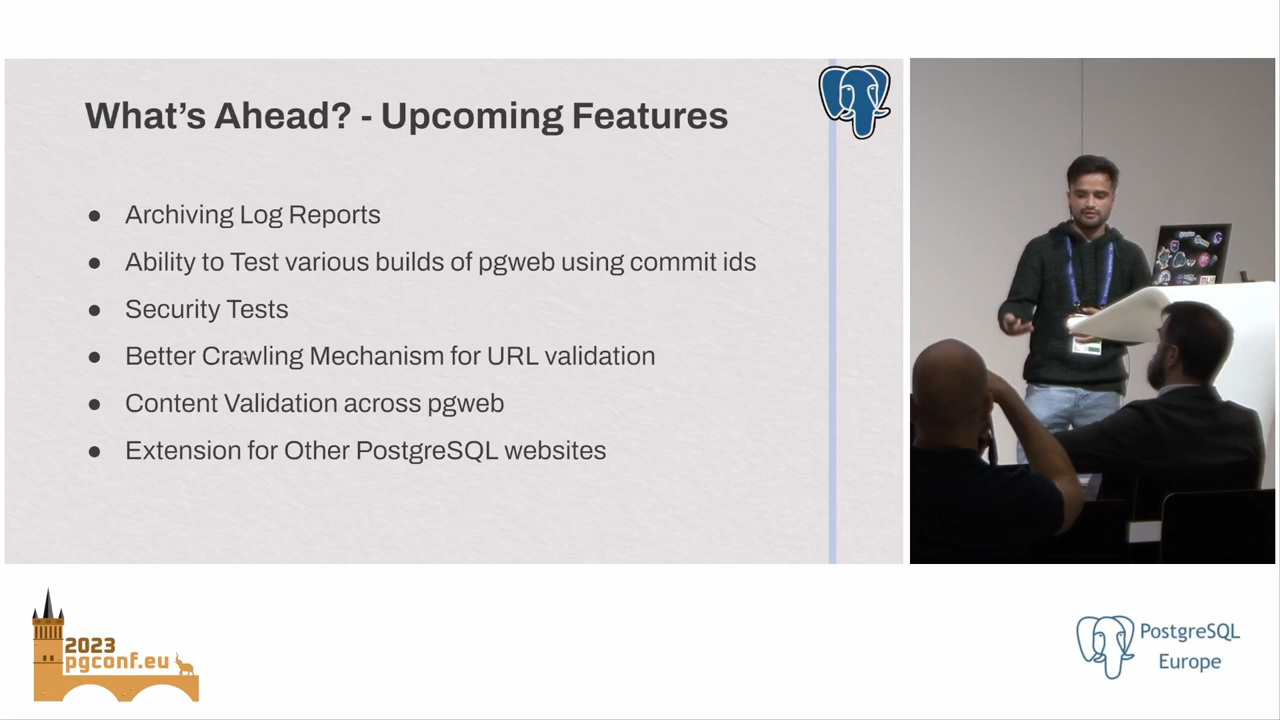 What’s Ahead? - Upcoming Features
● Archiving Log Reports
● Ability to Test various builds of pgweb using commit ids
● Security Tests
● Better Crawling Mechanism for URL validation
● Content Validation across pgweb
● Extension for Other PostgreSQL websites
2023
pgconf.eu
PostgreSQL
Europe